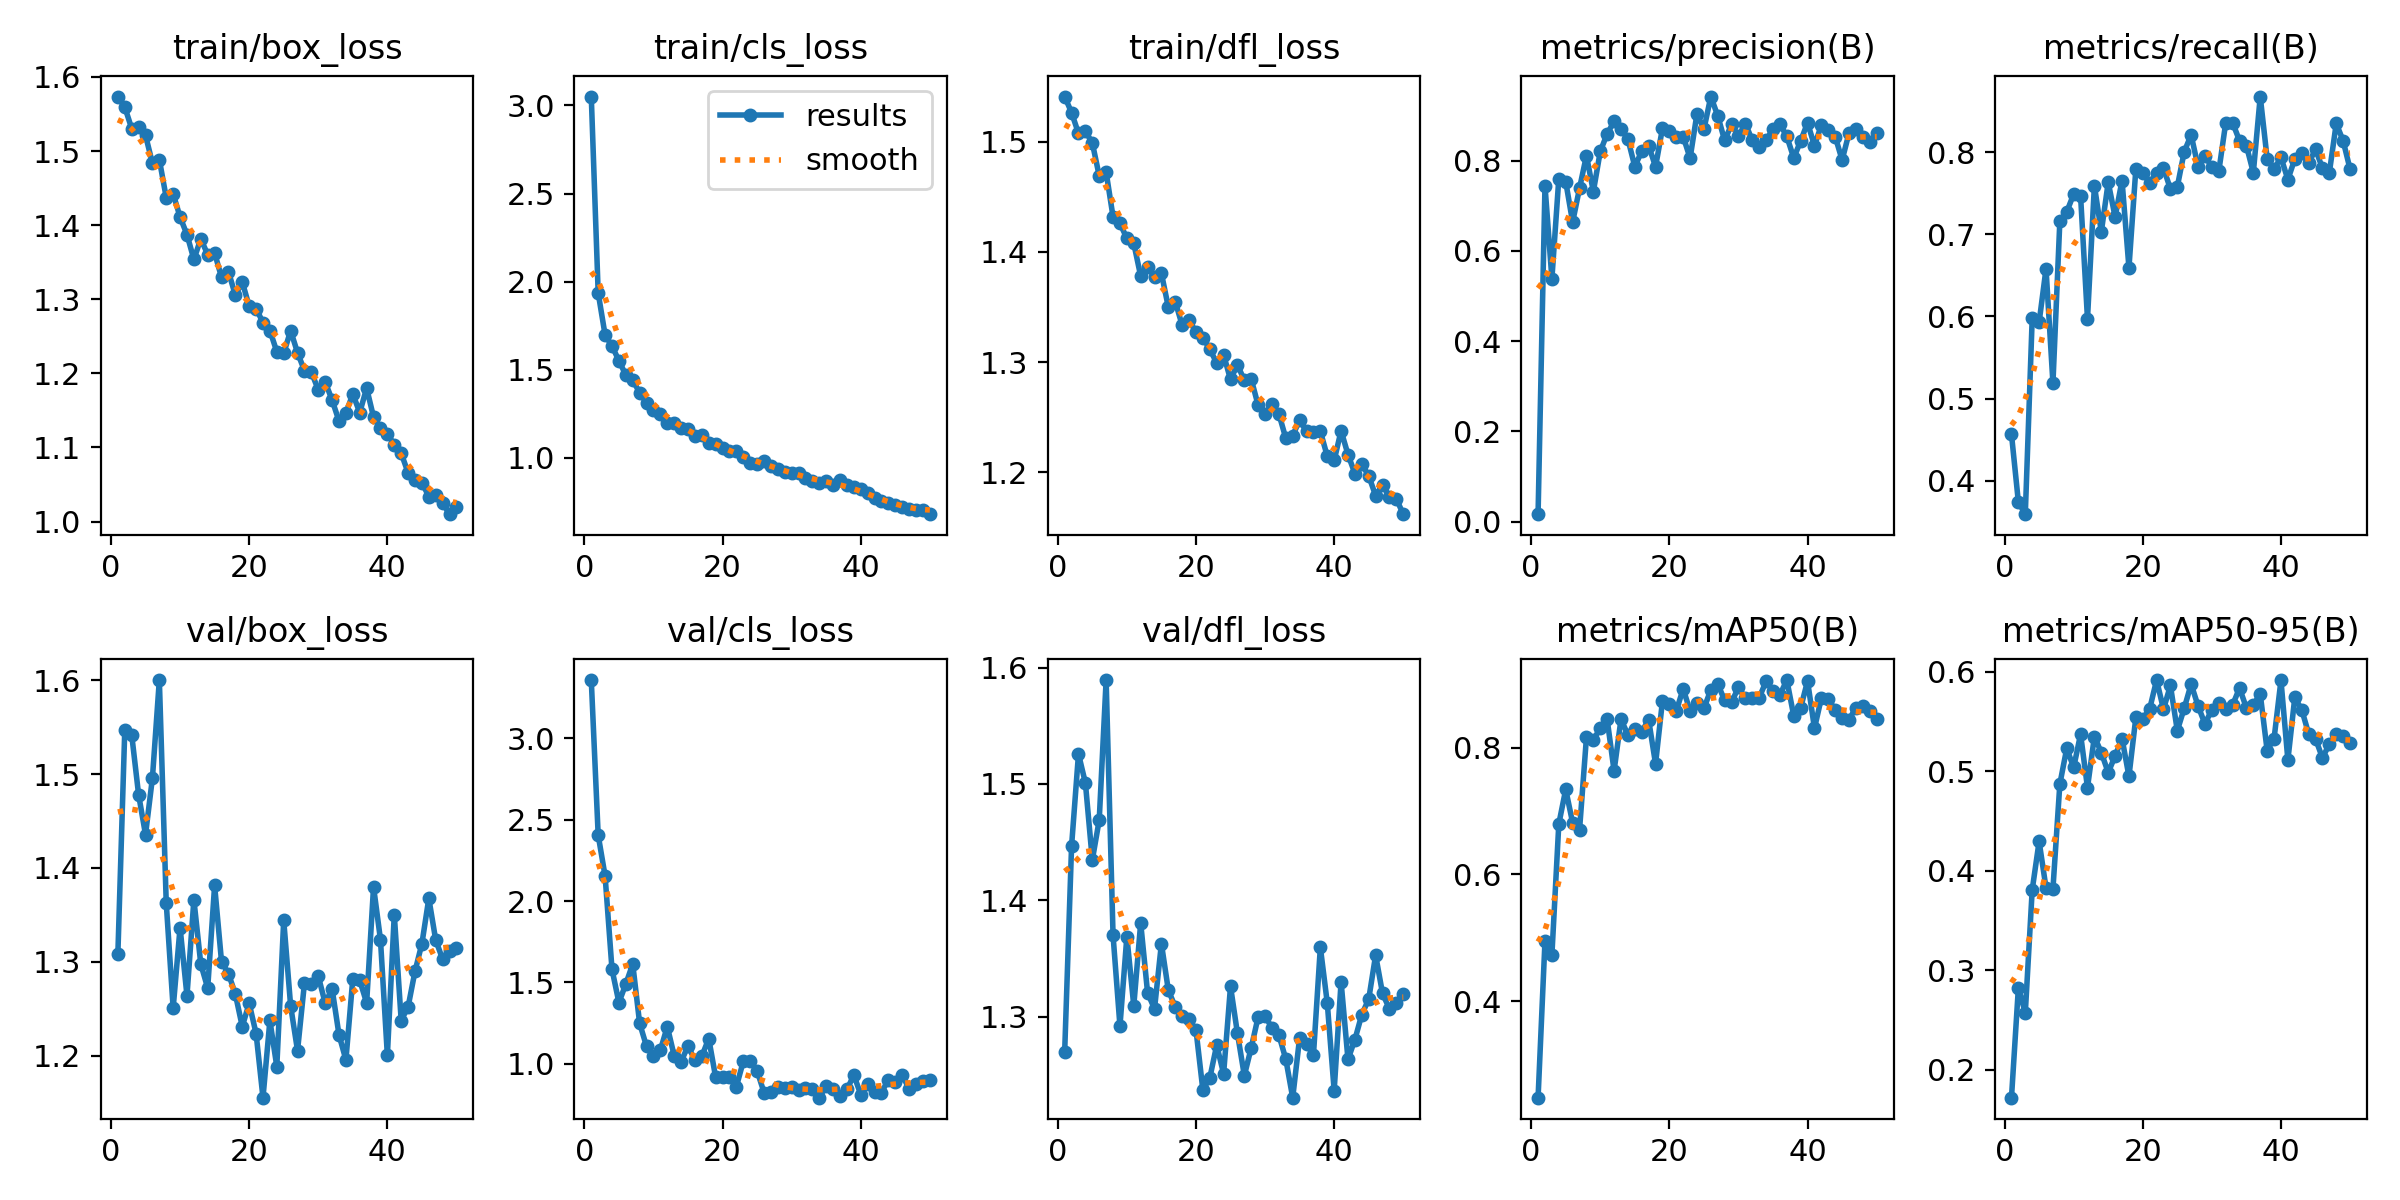 train/box_loss
1.6
1.5
1.4
1.3
1.2
1.1
1.0
0 20 40
train/cls_loss
results
smooth
3.0
2.5
2.0
1.5
1.0
0 20 40
train/dfl_loss
1.5
1.4
1.3
1.2
0 20 40
metrics/precision(B)
0.8
0.6
0.4
0.2
0.0
0 20 40
metrics/recall(B)
0.8
0.7
0.6
0.5
0.4
0 20 40
val/box_loss
1.6
1.5
1.4
1.3
1.2
0 20 40
val/cls_loss
3.0
2.5
2.0
1.5
1.0
0 20 40
val/dfl_loss
1.6
1.5
1.4
1.3
0 20 40
metrics/mAP50(B)
0.8
0.6
0.4
0 20 40
metrics/mAP50-95(B)
0.6
0.5
0.4
0.3
0.2
0 20 40